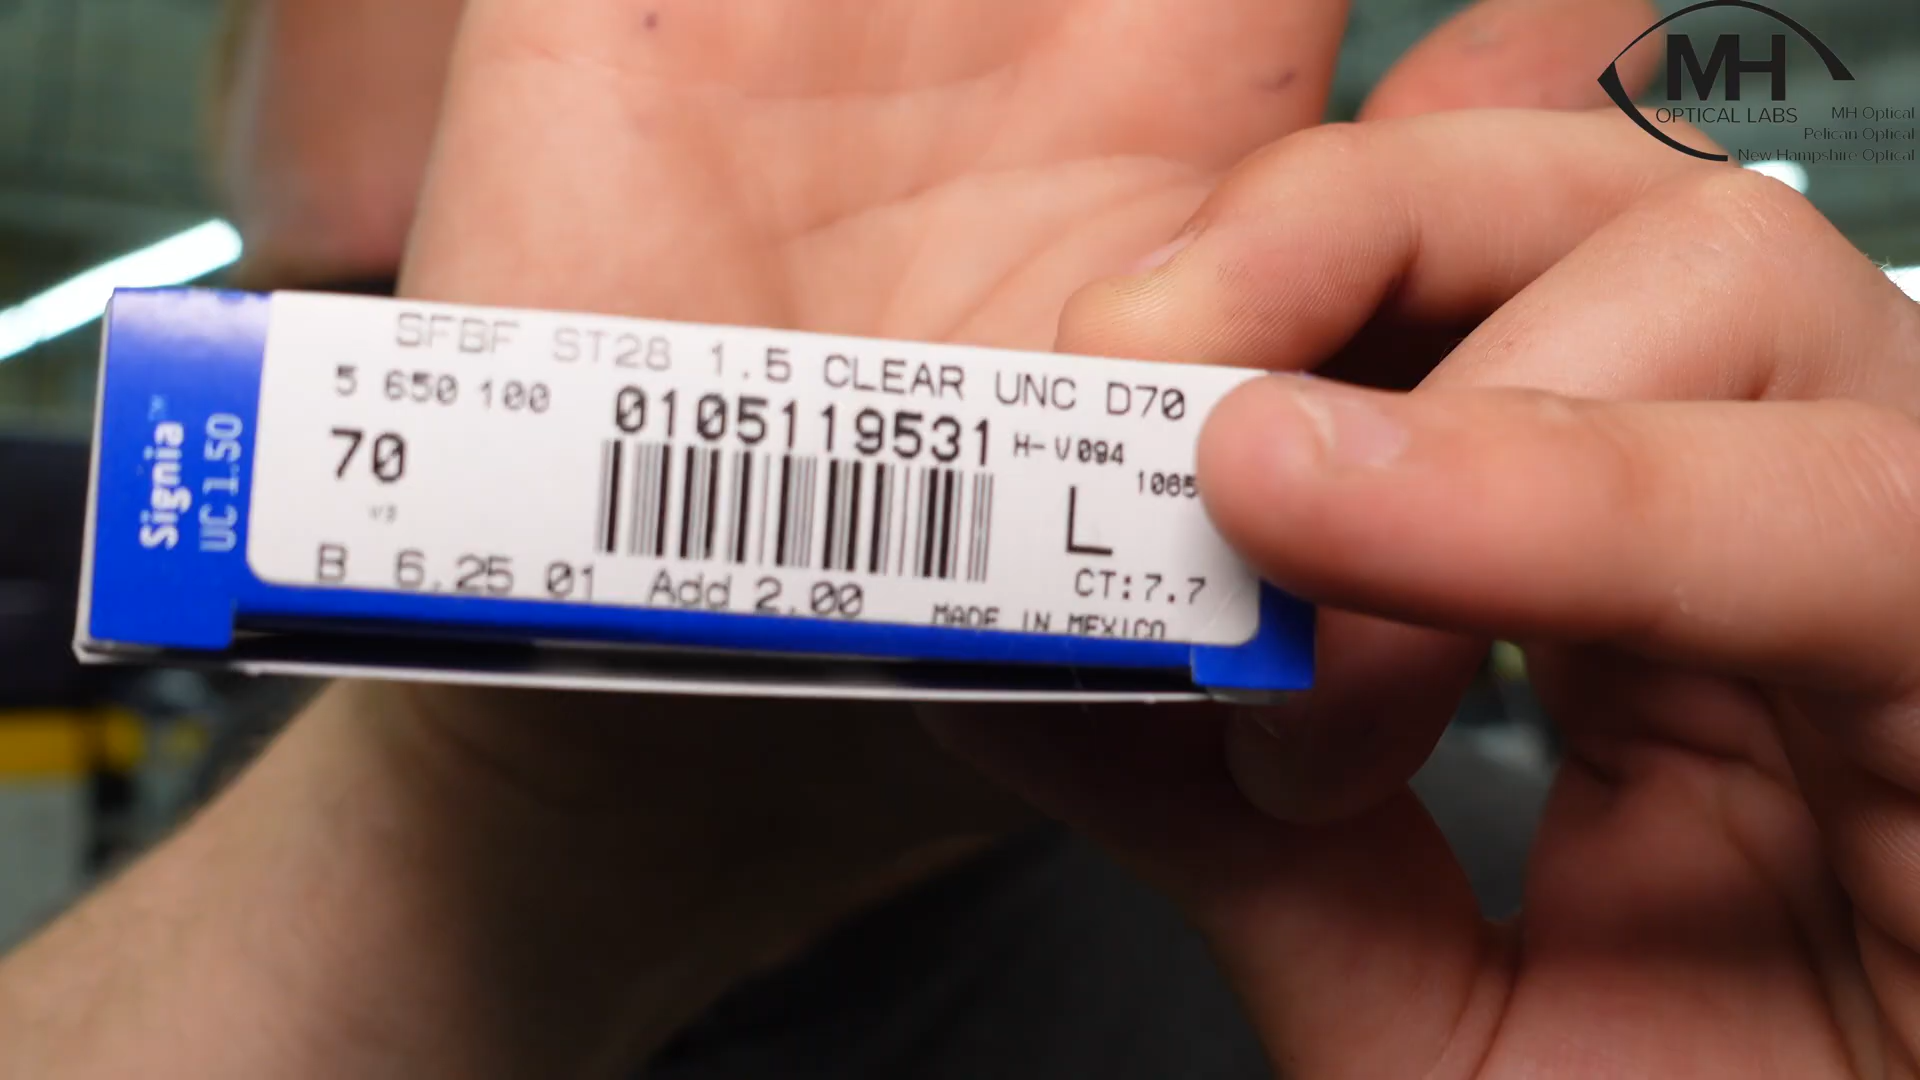 MH
OPTICAL LABS
MH Optical
Pelican Optical
New Hampshire Optical
SFBF ST28 1.5 CLEAR UNC D70
5 650 100
0105119531
H-V094
70
1085
L
Signia™
UC 1.50
B 6.25 01 Add 2.00
CT:7.7
MADE IN MEXICO